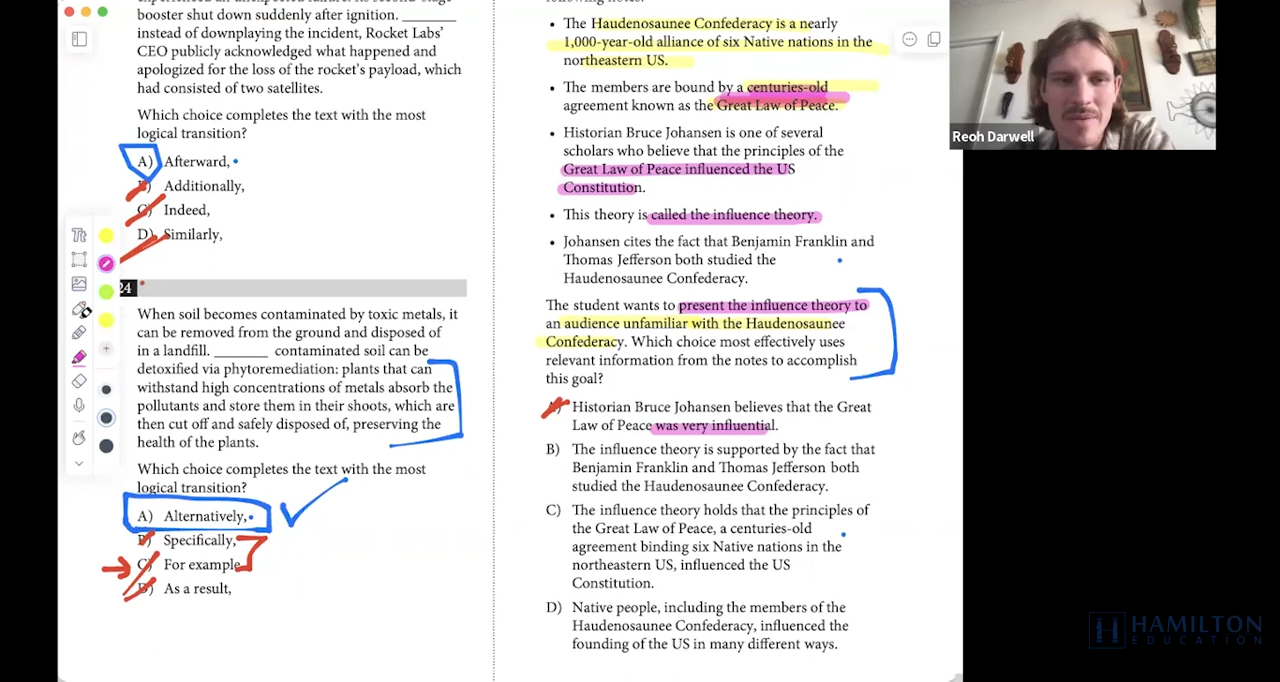 experienced an unexpected failure: its second-stage
booster shut down suddenly after ignition. ________
instead of downplaying the incident, Rocket Labs'
CEO publicly acknowledged what happened and
apologized for the loss of the rocket's payload, which
had consisted of two satellites.
Which choice completes the text with the most
logical transition?
A) Afterward,
B) Additionally,
C) Indeed,
D) Similarly,
Tt
24
When soil becomes contaminated by toxic metals, it
can be removed from the ground and disposed of
in a landfill. _______ contaminated soil can be
detoxified via phytoremediation: plants that can
withstand high concentrations of metals absorb the
pollutants and store them in their shoots, which are
then cut off and safely disposed of, preserving the
health of the plants.
Which choice completes the text with the most
logical transition?
A) Alternatively,
B) Specifically,
C) For example
D) As a result,
following notes:
• The Haudenosaunee Confederacy is a nearly
1,000-year-old alliance of six Native nations in the
northeastern US.
• The members are bound by a centuries-old
agreement known as the Great Law of Peace.
• Historian Bruce Johansen is one of several
scholars who believe that the principles of the
Great Law of Peace influenced the US
Constitution.
• This theory is called the influence theory.
• Johansen cites the fact that Benjamin Franklin and
Thomas Jefferson both studied the
Haudenosaunee Confederacy.
The student wants to present the influence theory to
an audience unfamiliar with the Haudenosaunee
Confederacy. Which choice most effectively uses
relevant information from the notes to accomplish
this goal?
A) Historian Bruce Johansen believes that the Great
Law of Peace was very influential.
B) The influence theory is supported by the fact that
Benjamin Franklin and Thomas Jefferson both
studied the Haudenosaunee Confederacy.
C) The influence theory holds that the principles of
the Great Law of Peace, a centuries-old
agreement binding six Native nations in the
northeastern US, influenced the US
Constitution.
D) Native people, including the members of the
Haudenosaunee Confederacy, influenced the
founding of the US in many different ways.
Reoh Darwell
HAMILTON
EDUCATION